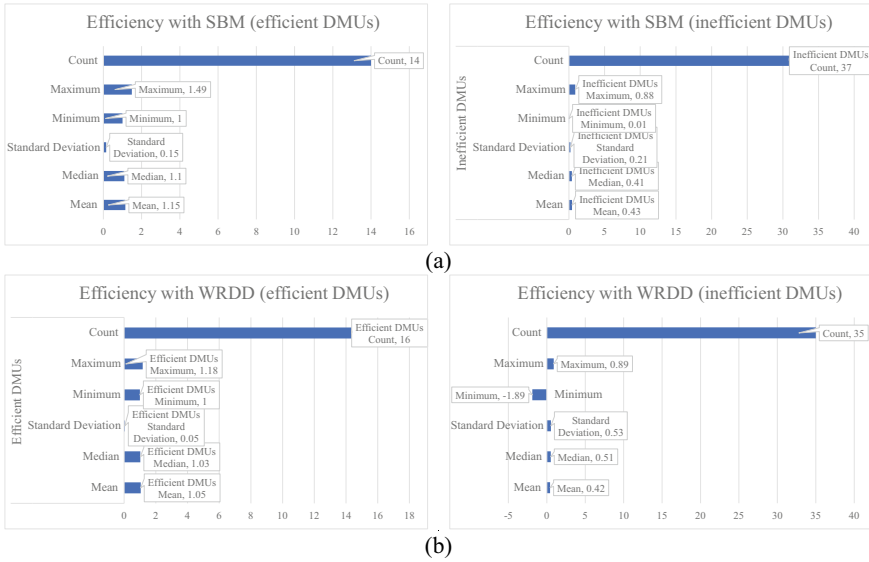 Efficiency with SBM (efficient DMUs)
Count
Count, 14
Maximum
Maximum, 1.49
Minimum
Minimum, 1
Standard Deviation
Standard
Deviation, 0.15
Median
Median, 1.1
Mean
Mean, 1.15
0 2 4 6 8 10 12 14 16
Efficiency with SBM (inefficient DMUs)
Inefficient DMUs
Count
Inefficient DMUs
Count, 37
Maximum
Inefficient DMUs
Maximum, 0.88
Minimum
Inefficient DMUs
Minimum, 0.01
Standard Deviation
Inefficient DMUs
Standard
Deviation, 0.21
Median
Inefficient DMUs
Median, 0.41
Mean
Inefficient DMUs
Mean, 0.43
0 5 10 15 20 25 30 35 40
(a)
Efficiency with WRDD (efficient DMUs)
Efficient DMUs
Count
Efficient DMUs
Count, 16
Maximum
Efficient DMUs
Maximum, 1.18
Minimum
Efficient DMUs
Minimum, 1
Standard Deviation
Efficient DMUs
Standard
Deviation, 0.05
Median
Efficient DMUs
Median, 1.03
Mean
Efficient DMUs
Mean, 1.05
0 2 4 6 8 10 12 14 16 18
Efficiency with WRDD (inefficient DMUs)
Count
Count, 35
Maximum
Maximum, 0.89
Minimum, -1.89
Minimum
Standard Deviation
Standard
Deviation, 0.53
Median
Median, 0.51
Mean
Mean, 0.42
-5 0 5 10 15 20 25 30 35 40
(b)